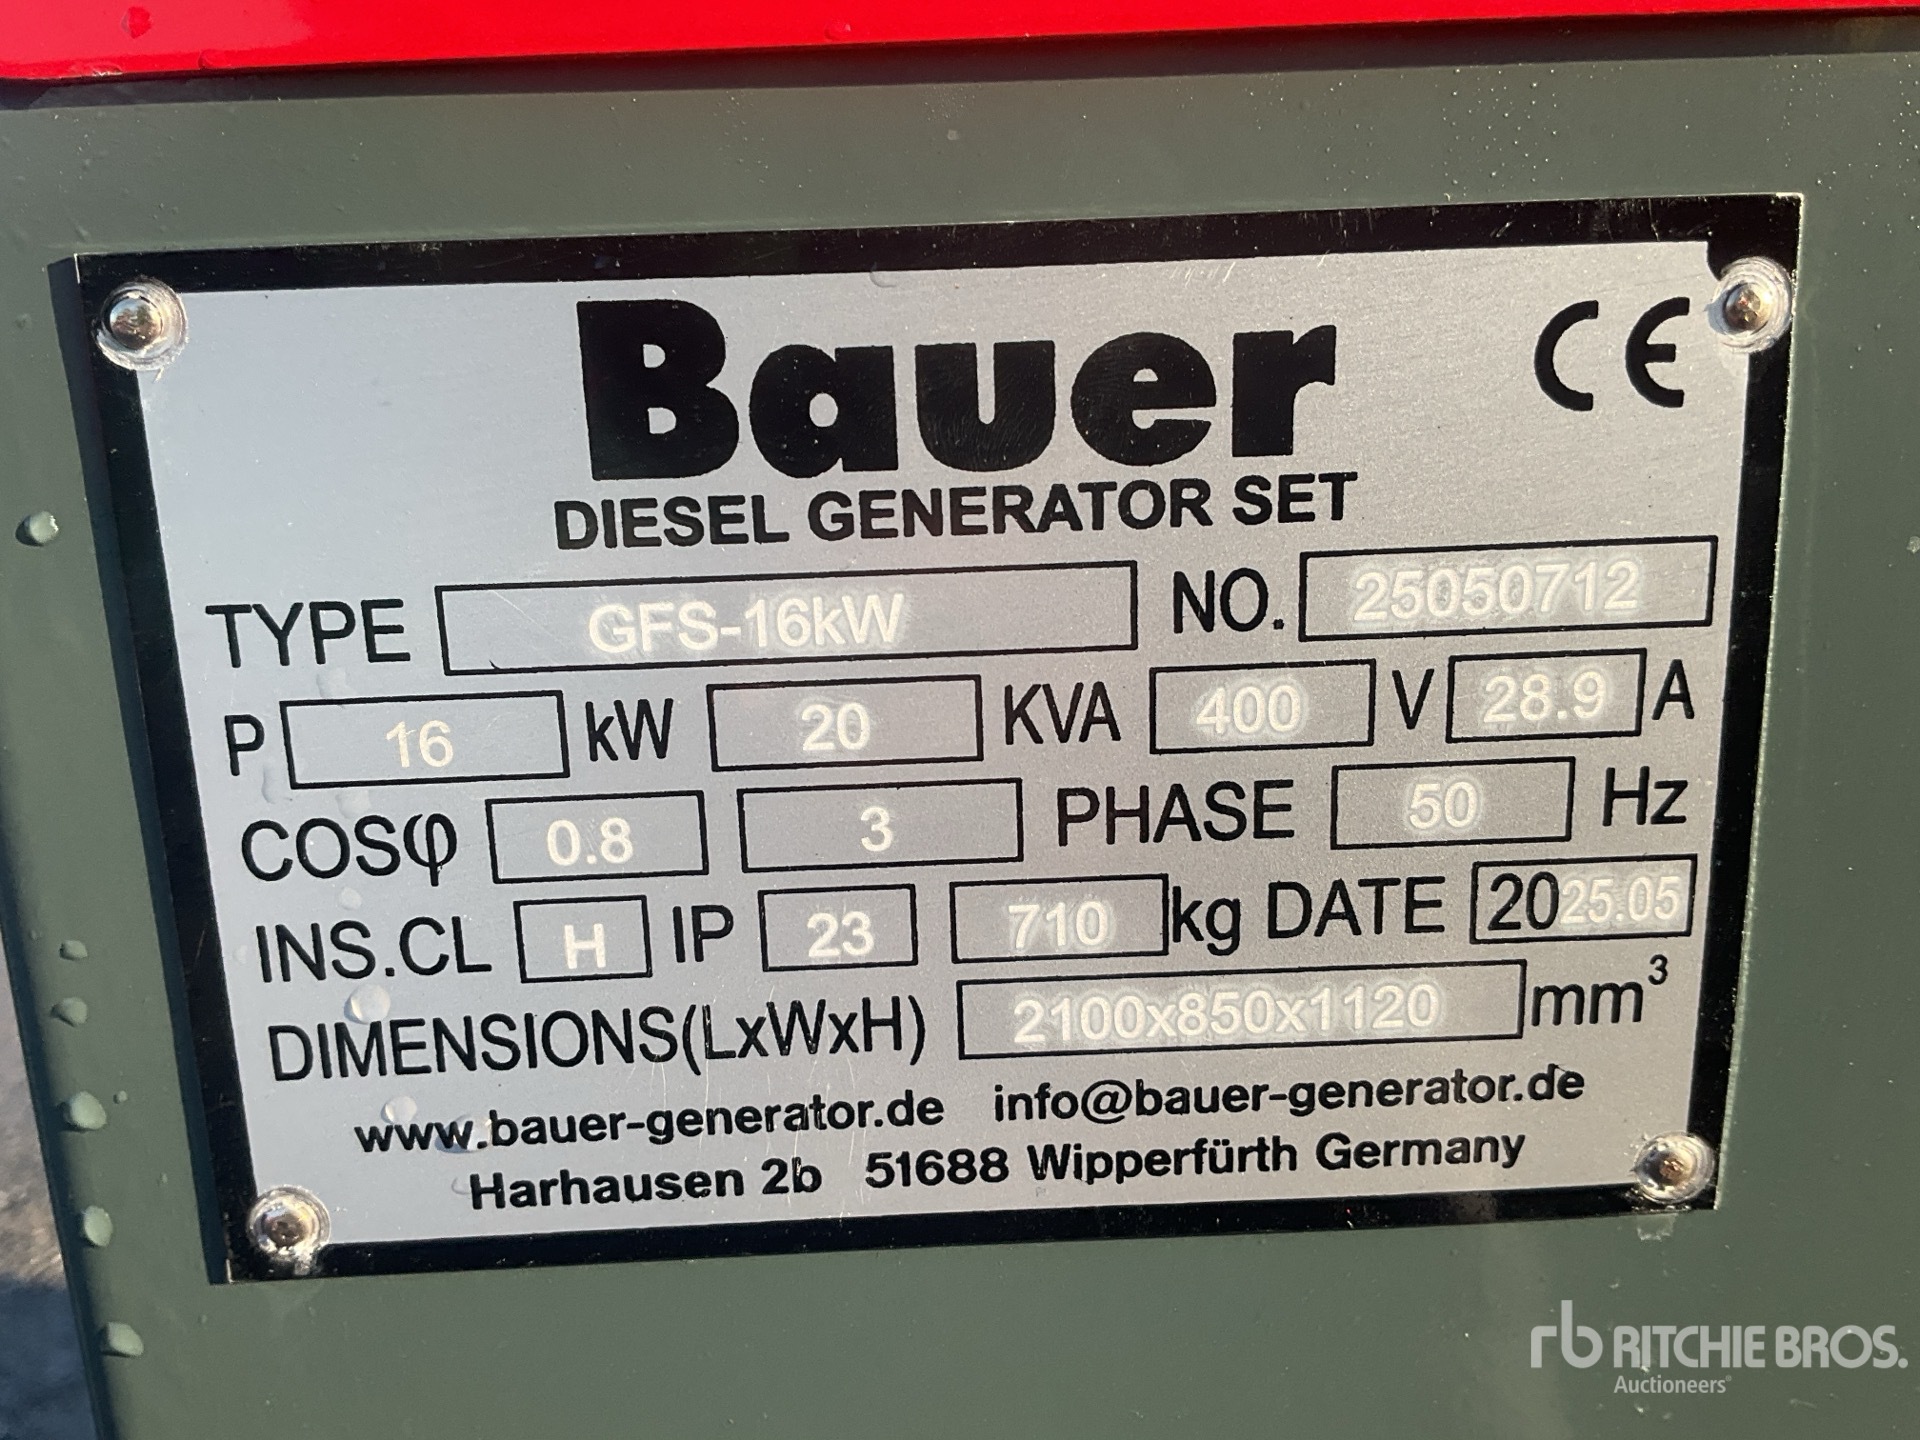 Bauer CE
DIESEL GENERATOR SET
TYPE GFS-16kW NO. 25050712
P 16 kW 20 KVA 400 V 28.9 A
COSφ 0.8 3 PHASE 50 Hz
INS.CL H IP 23 710 kg DATE 2025.05
DIMENSIONS(LxWxH) 2100x850x1120 mm³
www.bauer-generator.de info@bauer-generator.de
Harhausen 2b 51688 Wipperfürth Germany
rb RITCHIE BROS.
Auctioneers